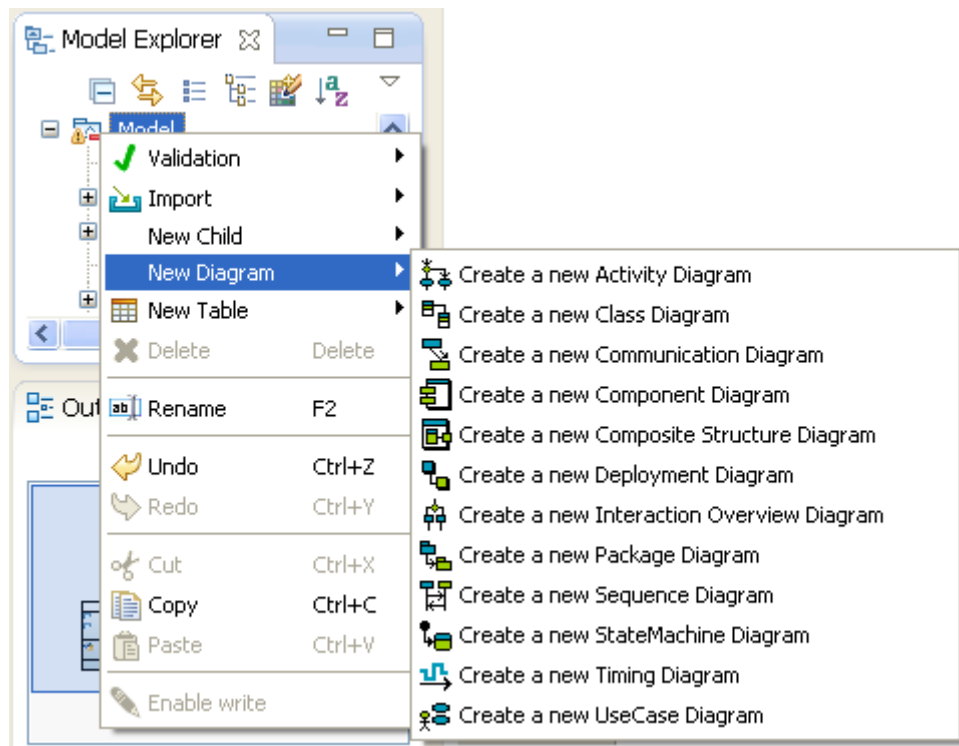 Model Explorer
Model
Validation
Import
New Child
New Diagram
New Table
Delete Delete
Rename F2
Undo Ctrl+Z
Redo Ctrl+Y
Cut Ctrl+X
Copy Ctrl+C
Paste Ctrl+V
Enable write
Create a new Activity Diagram
Create a new Class Diagram
Create a new Communication Diagram
Create a new Component Diagram
Create a new Composite Structure Diagram
Create a new Deployment Diagram
Create a new Interaction Overview Diagram
Create a new Package Diagram
Create a new Sequence Diagram
Create a new StateMachine Diagram
Create a new Timing Diagram
Create a new UseCase Diagram
Out